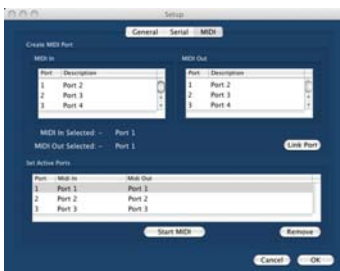 Setup
General Serial MIDI
Create MIDI Port
MIDI In MIDI Out
Port Description Port Description
1 Port 2 1 Port 2
2 Port 3 2 Port 3
3 Port 4 3 Port 4
MIDI In Selected: - Port 1
MIDI Out Selected: - Port 1
Link Port
Set Active Ports
Port Midi In Midi Out
1 Port 1 Port 1
2 Port 2 Port 2
3 Port 3 Port 3
Start MIDI Remove
Cancel OK